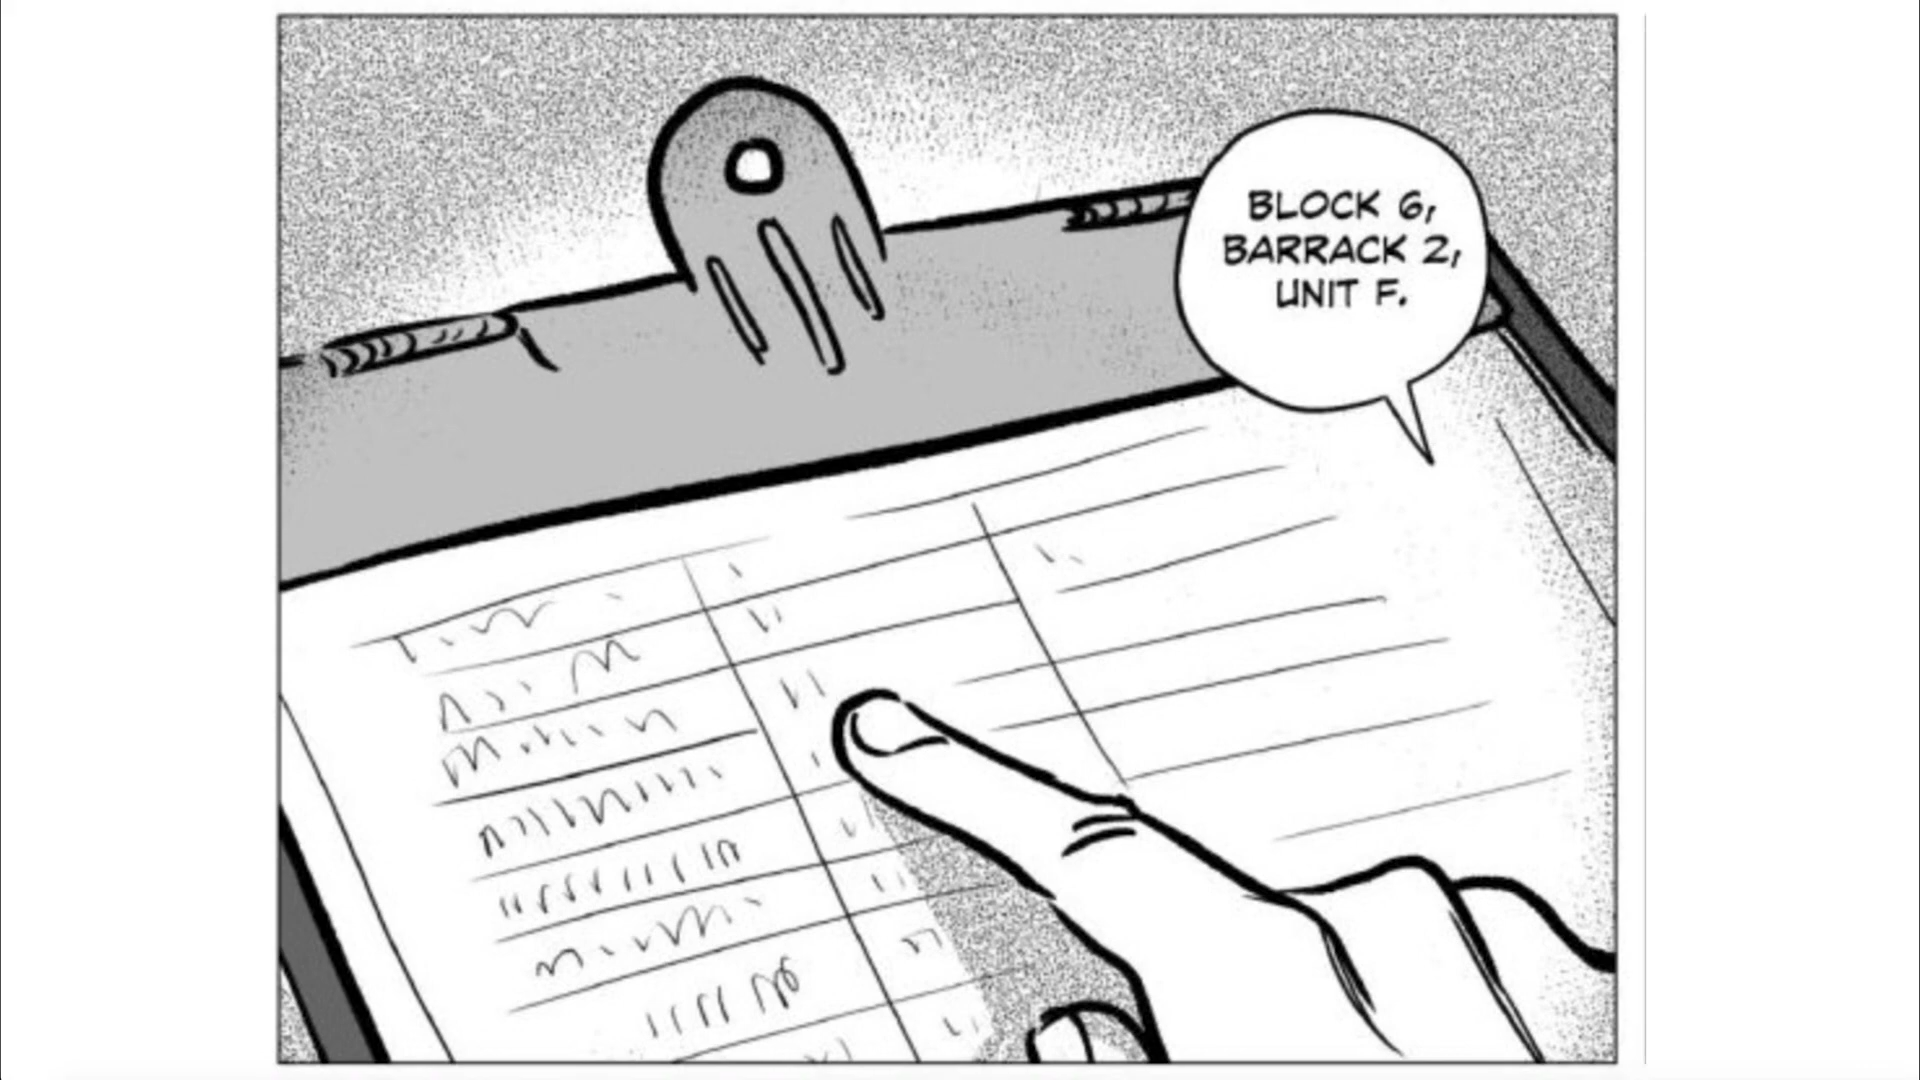 BLOCK 6,
BARRACK 2,
UNIT F.